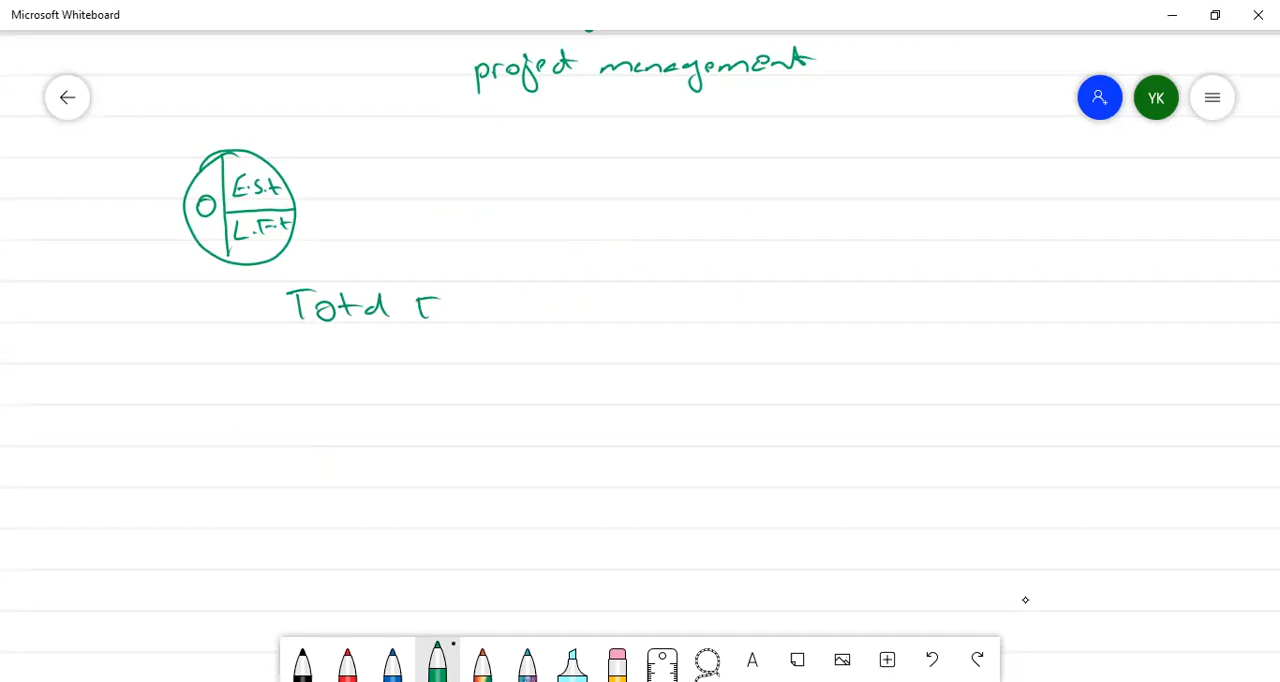 Microsoft Whiteboard
project management
YK
O
E.S.t
L.F.t
Total
A